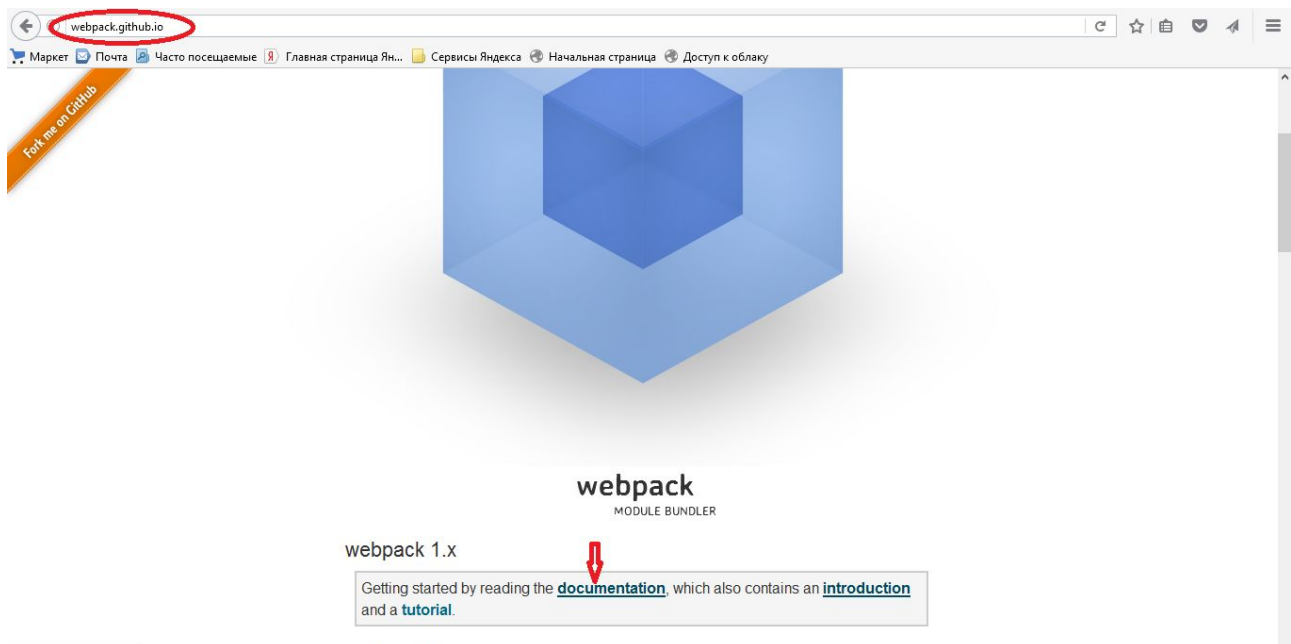 webpack.github.io
Маркет Почта Часто посещаемые Я Главная страница Ян... Сервисы Яндекса Начальная страница Доступ к облаку
Fork me on GitHub
webpack
MODULE BUNDLER
webpack 1.x
Getting started by reading the documentation, which also contains an introduction
and a tutorial.